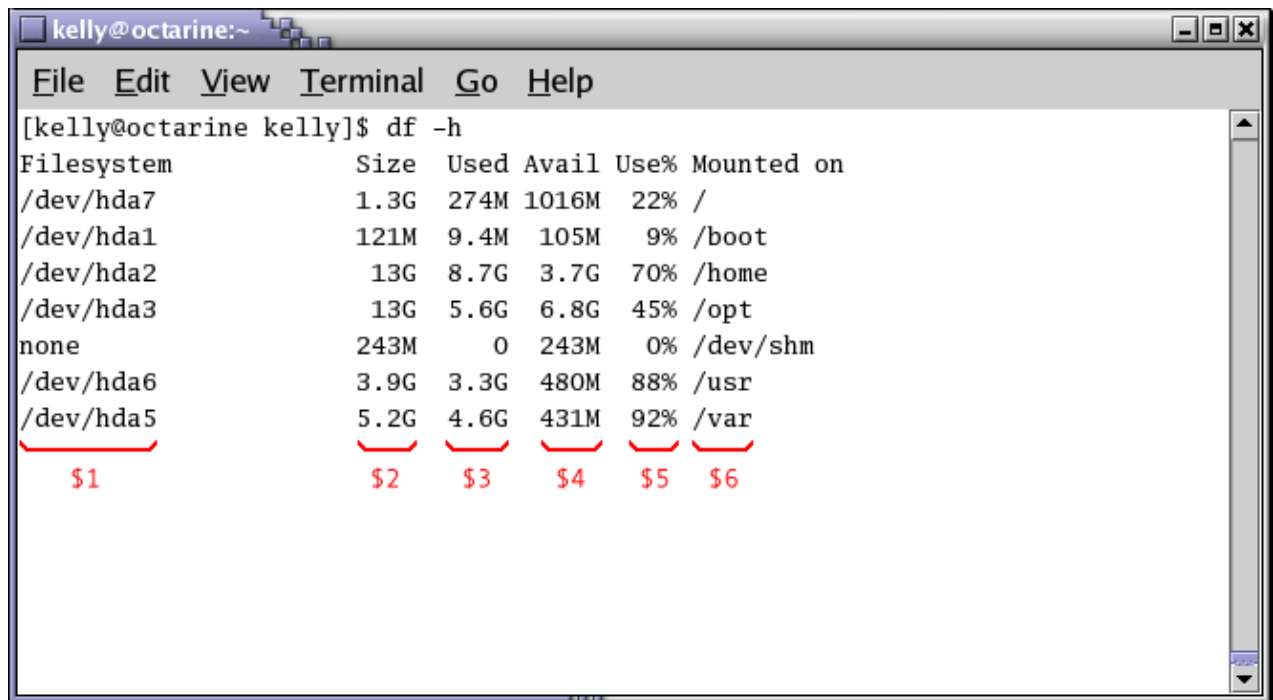 kelly@octarine:~
File Edit View Terminal Go Help
[kelly@octarine kelly]$ df -h
Filesystem Size Used Avail Use% Mounted on
/dev/hda7 1.3G 274M 1016M 22% /
/dev/hda1 121M 9.4M 105M 9% /boot
/dev/hda2 13G 8.7G 3.7G 70% /home
/dev/hda3 13G 5.6G 6.8G 45% /opt
none 243M 0 243M 0% /dev/shm
/dev/hda6 3.9G 3.3G 480M 88% /usr
/dev/hda5 5.2G 4.6G 431M 92% /var
$1 $2 $3 $4 $5 $6